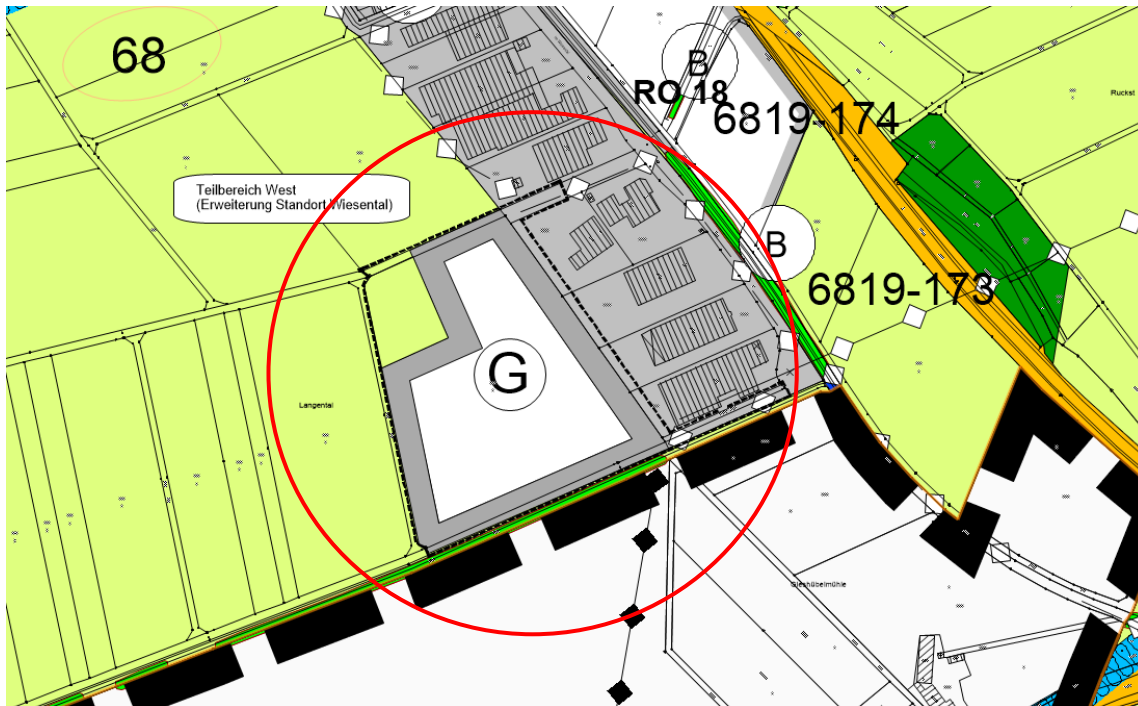 68
B
RO 18
6819-174
Ruckst
Teilbereich West
(Erweiterung Standort Wiesental)
B
6819-173
G
Langental
Gieshübelmühle